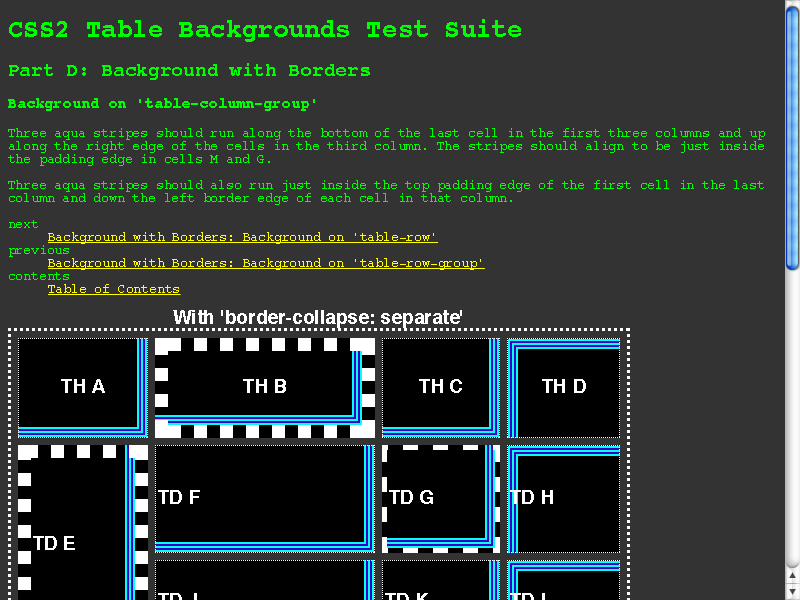 CSS2 Table Backgrounds Test Suite
Part D: Background with Borders
Background on 'table-column-group'
Three aqua stripes should run along the bottom of the last cell in the first three columns and up
along the right edge of the cells in the third column. The stripes should align to be just inside
the padding edge in cells M and G.
Three aqua stripes should also run just inside the top padding edge of the first cell in the last
column and down the left border edge of each cell in that column.
next
Background with Borders: Background on 'table-row'
previous
Background with Borders: Background on 'table-row-group'
contents
Table of Contents
With 'border-collapse: separate'
TH A
TH B
TH C
TH D
TD E
TD F
TD G
TD H